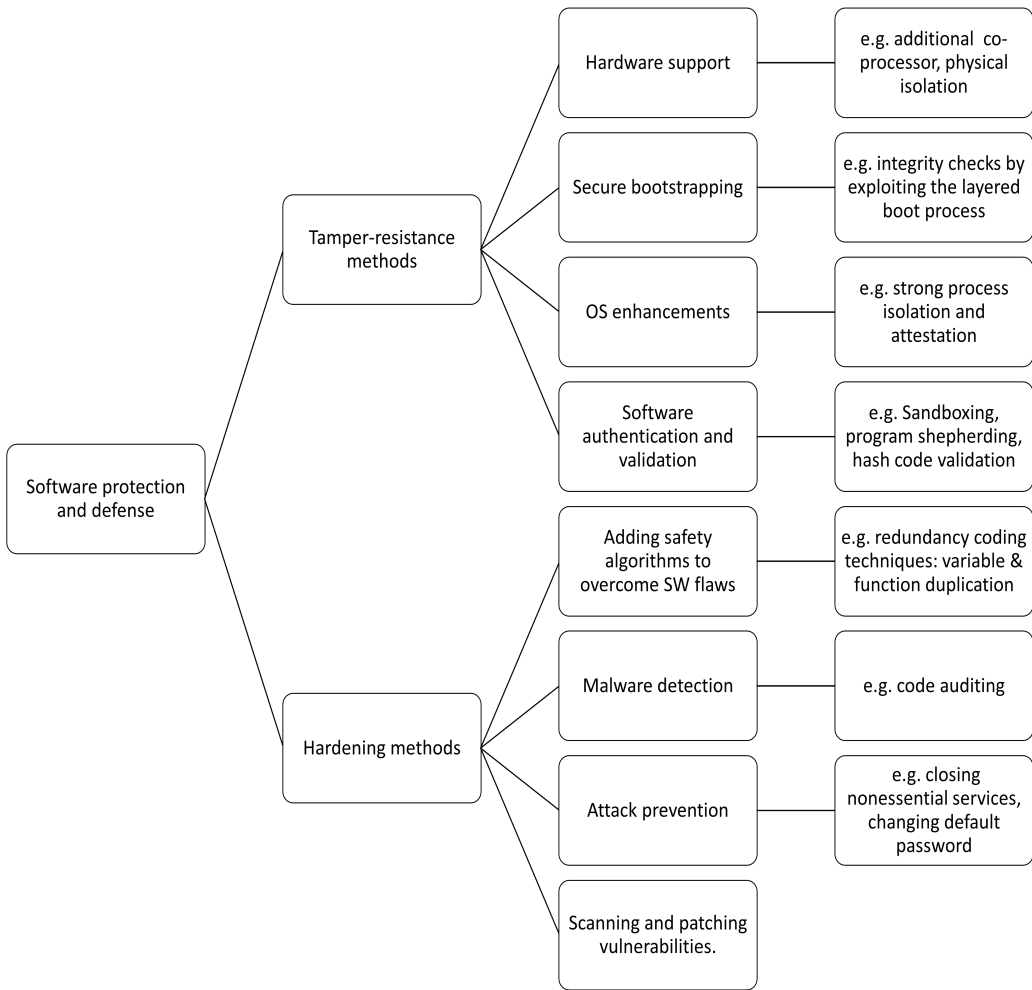 Software protection
and defense
Tamper-resistance
methods
Hardware support
e.g. additional  co-
processor, physical
isolation
Secure bootstrapping
e.g. integrity checks by
exploiting the layered
boot process
OS enhancements
e.g. strong process
isolation and
attestation
Software
authentication and
validation
e.g. Sandboxing,
program shepherding,
hash code validation
Hardening methods
Adding safety
algorithms to
overcome SW flaws
e.g. redundancy coding
techniques: variable &
function duplication
Malware detection
e.g. code auditing
Attack prevention
e.g. closing
nonessential services,
changing default
password
Scanning and patching
vulnerabilities.